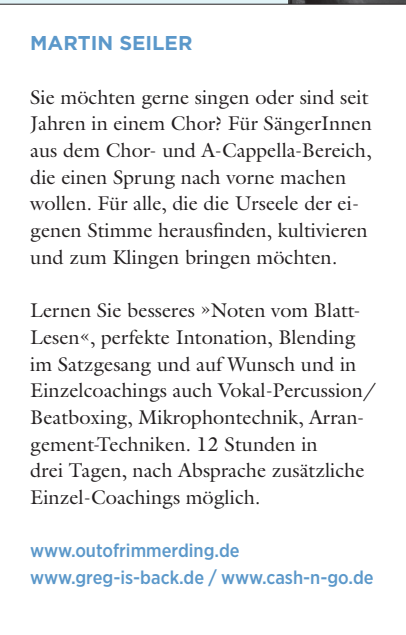 MARTIN SEILER
Sie möchten gerne singen oder sind seit
Jahren in einem Chor? Für SängerInnen
aus dem Chor- und A-Cappella-Bereich,
die einen Sprung nach vorne machen
wollen. Für alle, die die Urseele der ei-
genen Stimme herausfinden, kultivieren
und zum Klingen bringen möchten.
Lernen Sie besseres »Noten vom Blatt-
Lesen«, perfekte Intonation, Blending
im Satzgesang und auf Wunsch und in
Einzelcoachings auch Vokal-Percussion/
Beatboxing, Mikrophontechnik, Arran-
gement-Techniken. 12 Stunden in
drei Tagen, nach Absprache zusätzliche
Einzel-Coachings möglich.
www.outofrimmerding.de
www.greg-is-back.de / www.cash-n-go.de